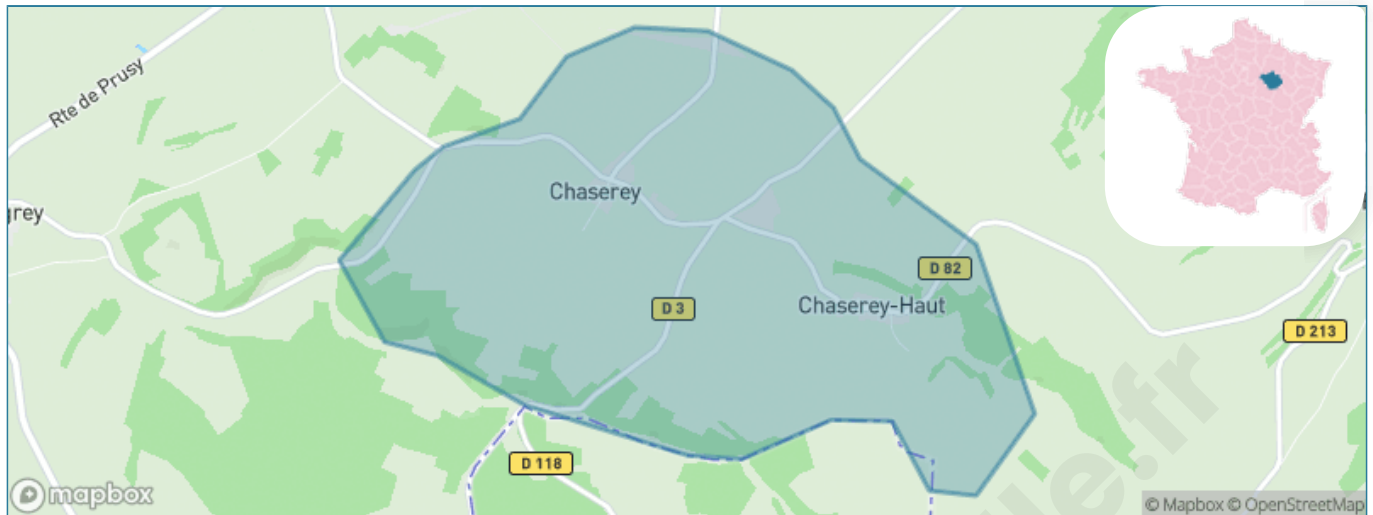 Rte de Prusy
Chaserey
grey
D 82
Chaserey-Haut
D 3
D 213
D 118
mapbox
© Mapbox © OpenStreetMap